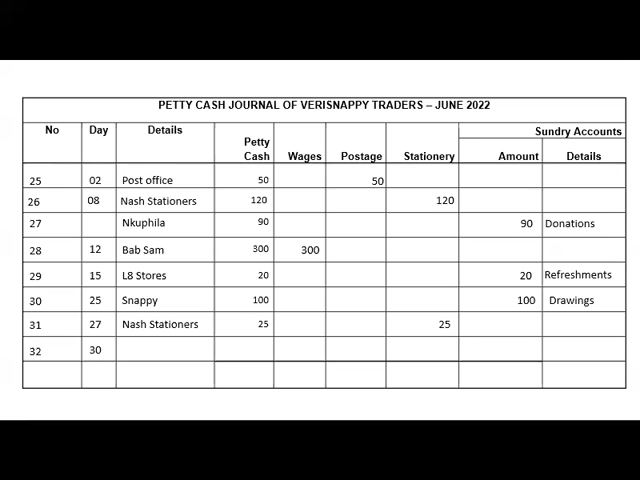 PETTY CASH JOURNAL OF VERISNAPPY TRADERS – JUNE 2022
No Day Details Petty Cash Wages Postage Stationery Sundry Accounts
Amount Details
25 02 Post office 50 50
26 08 Nash Stationers 120 120
27 Nkuphila 90 90 Donations
28 12 Bab Sam 300 300
29 15 L8 Stores 20 20 Refreshments
30 25 Snappy 100 100 Drawings
31 27 Nash Stationers 25 25
32 30